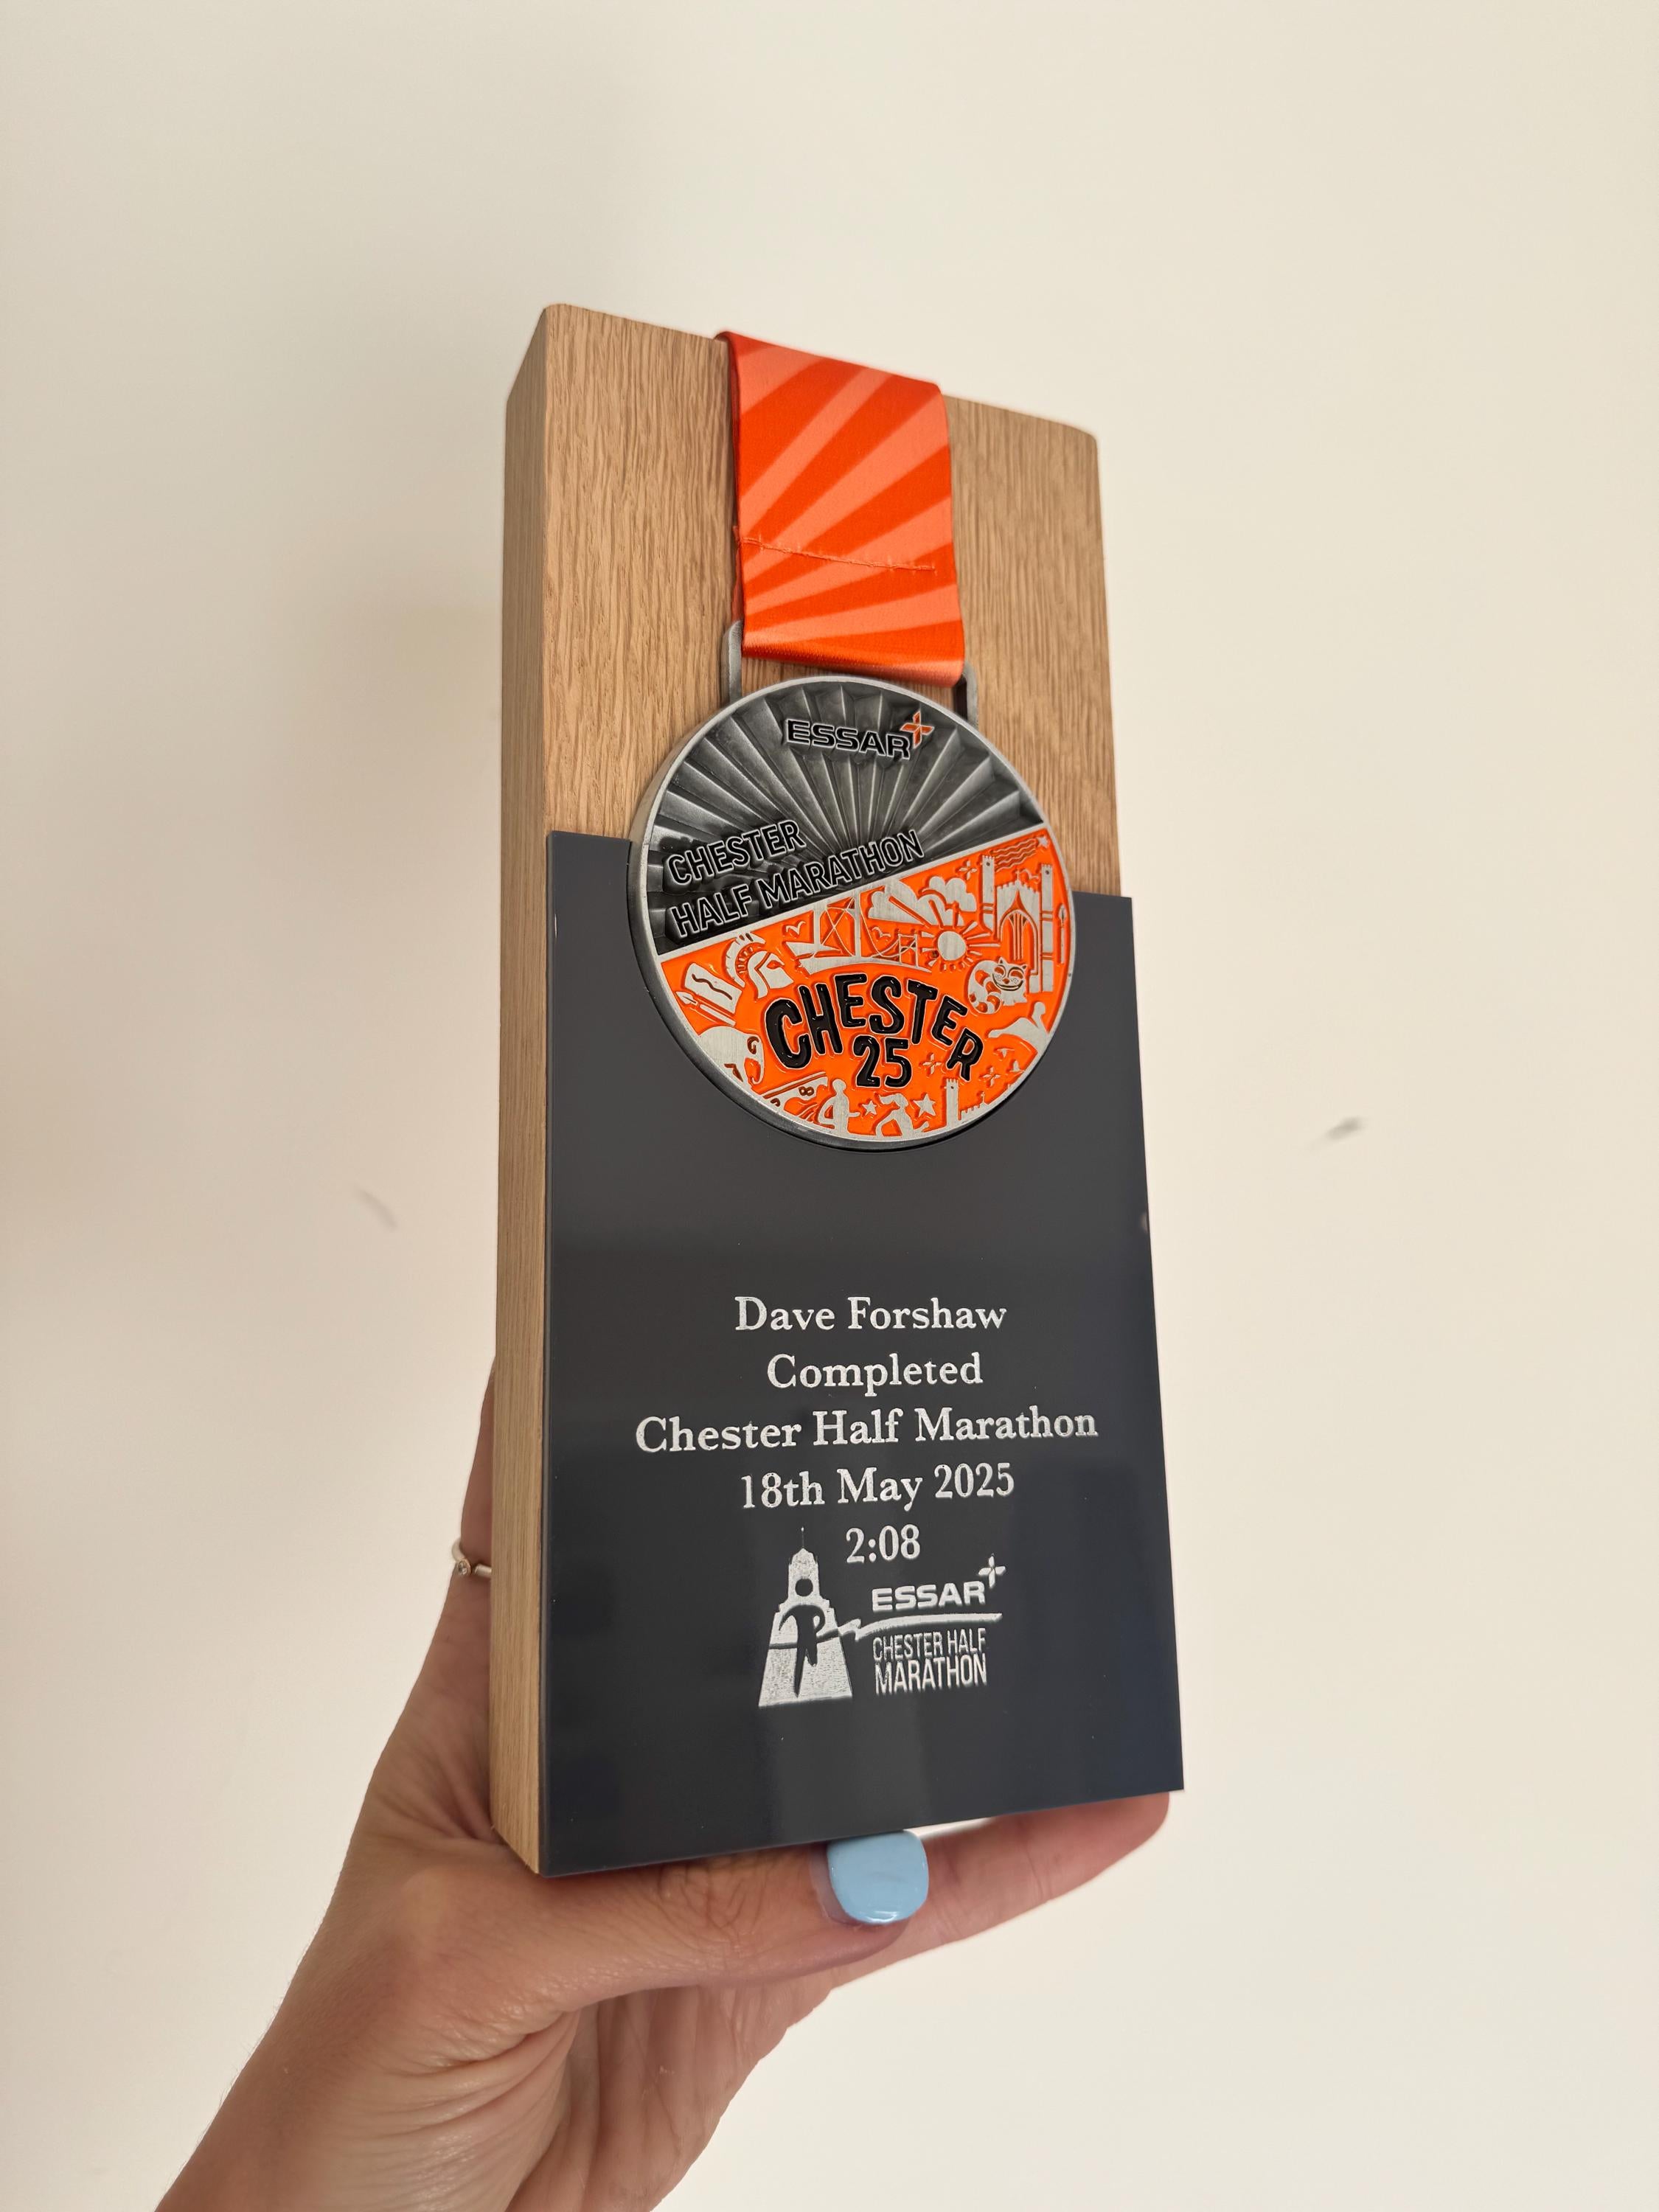 ESSAR
CHESTER
HALF MARATHON
CHESTER
25
Dave Forshaw
Completed
Chester Half Marathon
18th May 2025
2:08
ESSAR
CHESTER HALF
MARATHON